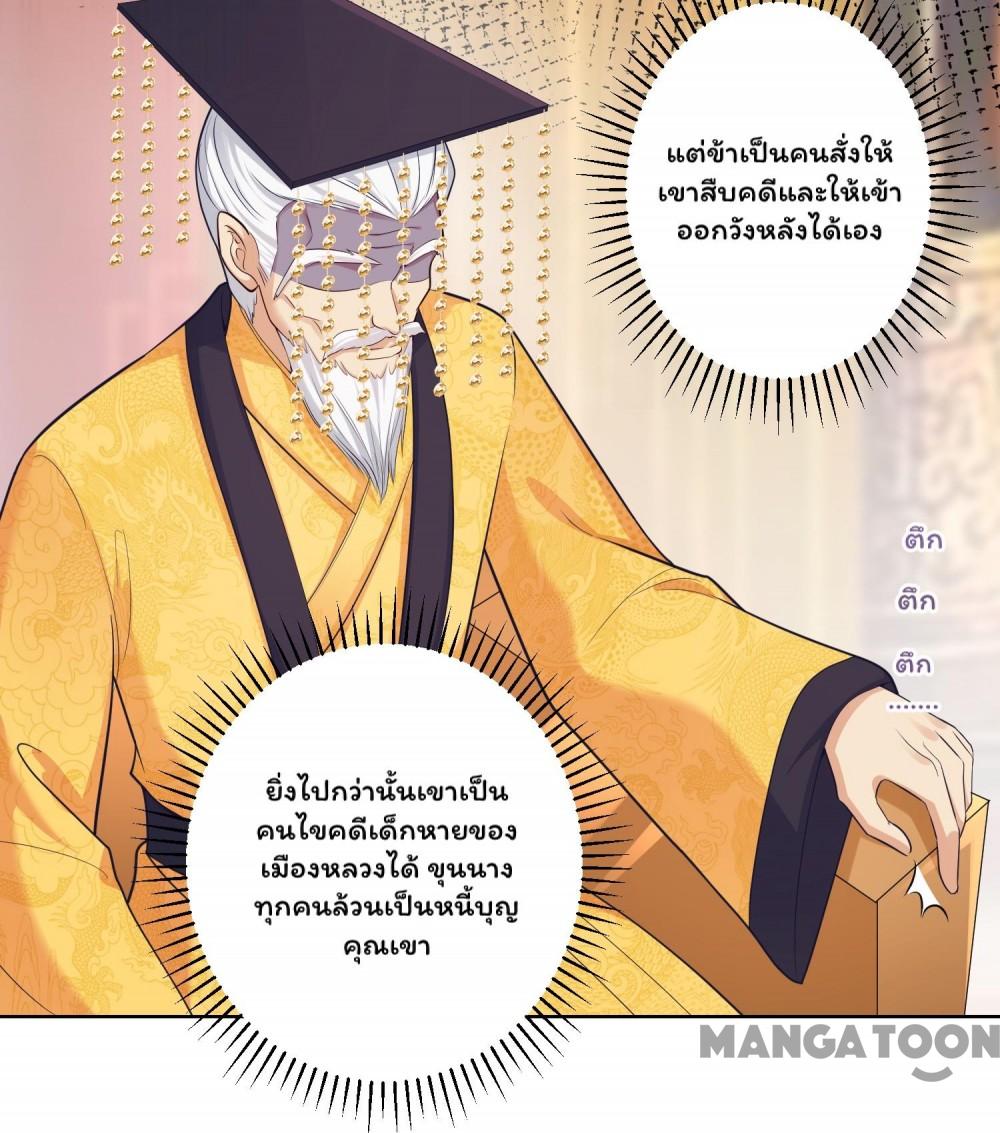 แต่ข้าเป็นคนสั่งให้
เขาสืบคดีและให้เข้า
ออกวังหลังได้เอง
ตึก
ตึก
ตึก
.......
ยิ่งไปกว่านั้นเขาเป็น
คนไขคดีเด็กหายของ
เมืองหลวงได้ ขุนนาง
ทุกคนล้วนเป็นหนี้บุญ
คุณเขา
MANGATOON